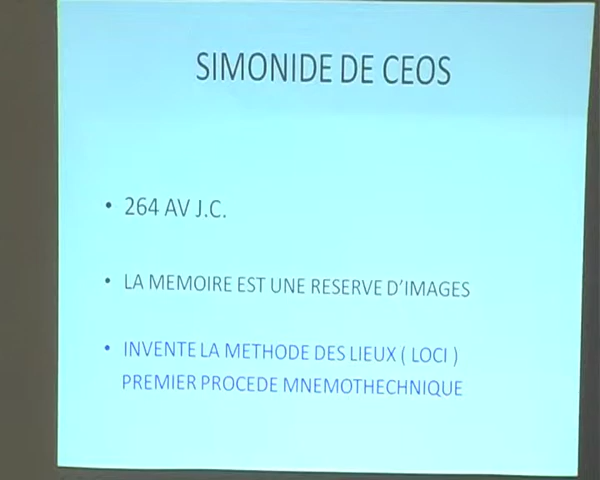 SIMONIDE DE CEOS
• 264 AV J.C.
• LA MEMOIRE EST UNE RESERVE D'IMAGES
• INVENTE LA METHODE DES LIEUX ( LOCI )
PREMIER PROCEDE MNEMOTHECHNIQUE